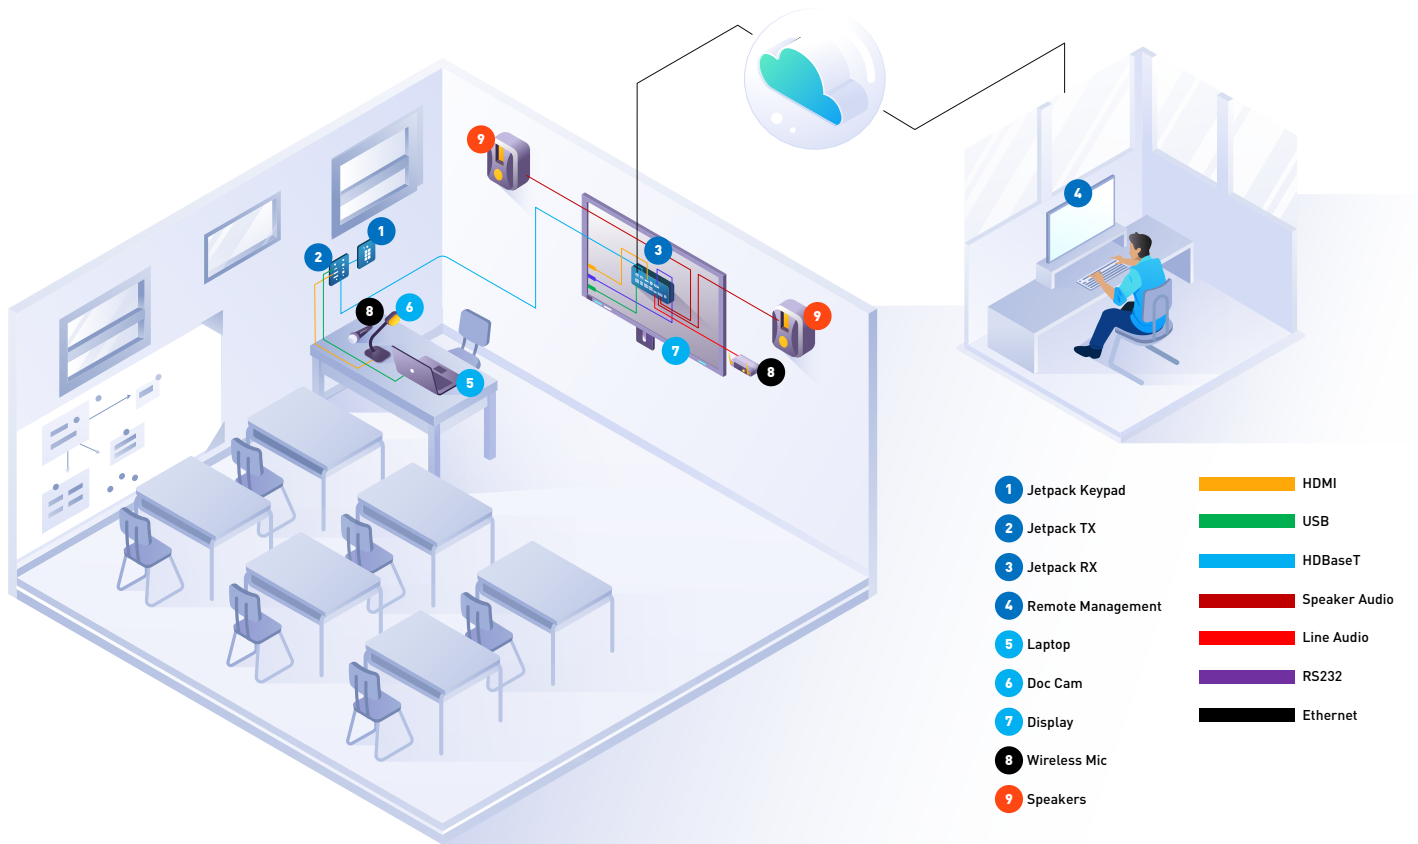 9
1
2
3
4
8
6
9
7
8
5
1 Jetpack Keypad
2 Jetpack TX
3 Jetpack RX
4 Remote Management
5 Laptop
6 Doc Cam
7 Display
8 Wireless Mic
9 Speakers
HDMI
USB
HDBaseT
Speaker Audio
Line Audio
RS232
Ethernet